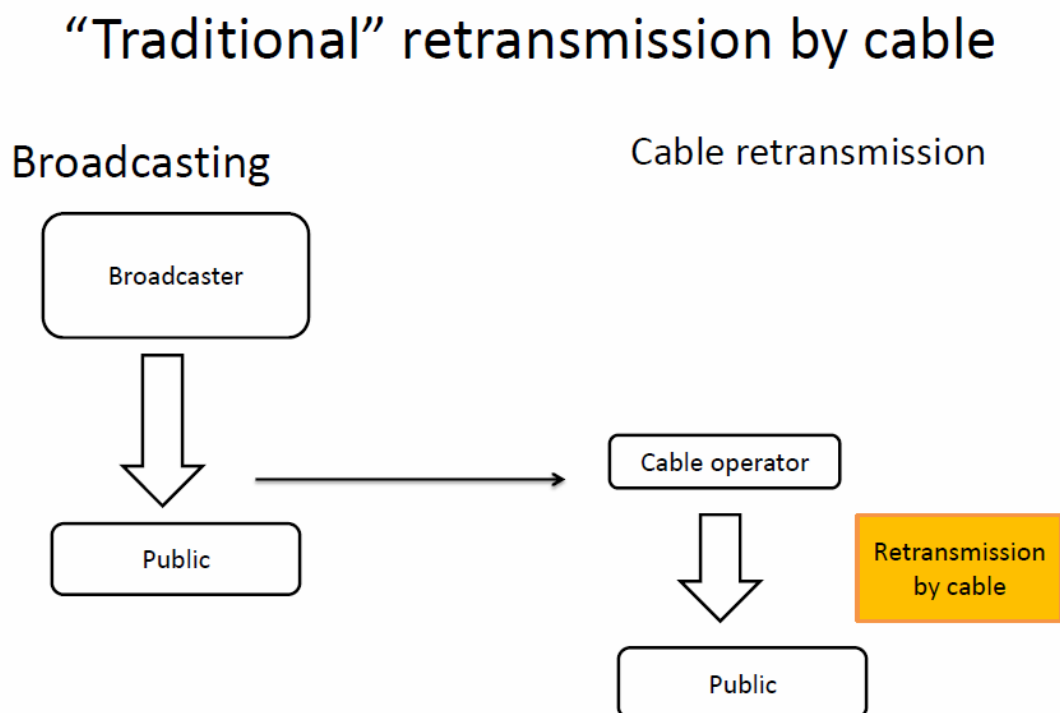 “Traditional” retransmission by cable
Broadcasting
Cable retransmission
Broadcaster
Cable operator
Public
Retransmission
by cable
Public